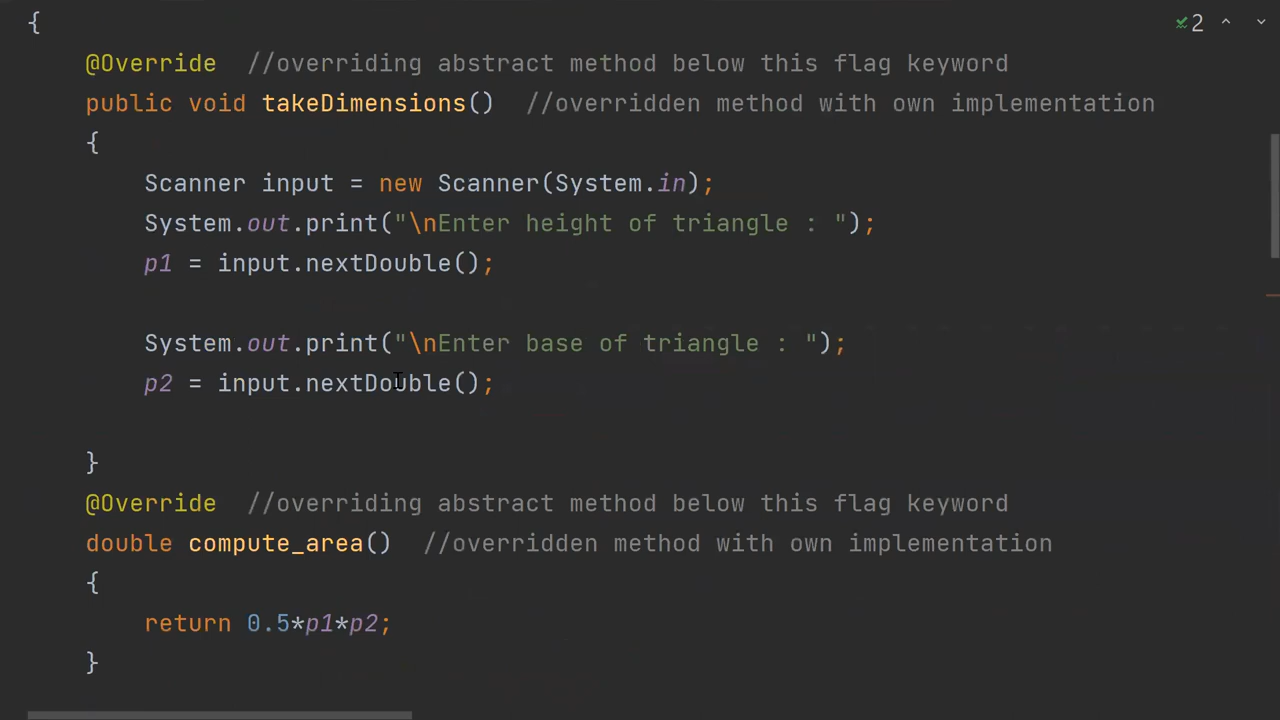 {
2
@Override  //overriding abstract method below this flag keyword
public void takeDimensions()  //overridden method with own implementation
{
Scanner input = new Scanner(System.in);
System.out.print("\nEnter height of triangle : ");
p1 = input.nextDouble();
System.out.print("\nEnter base of triangle : ");
p2 = input.nextDouble();
}
@Override  //overriding abstract method below this flag keyword
double compute_area()  //overridden method with own implementation
{
return 0.5*p1*p2;
}